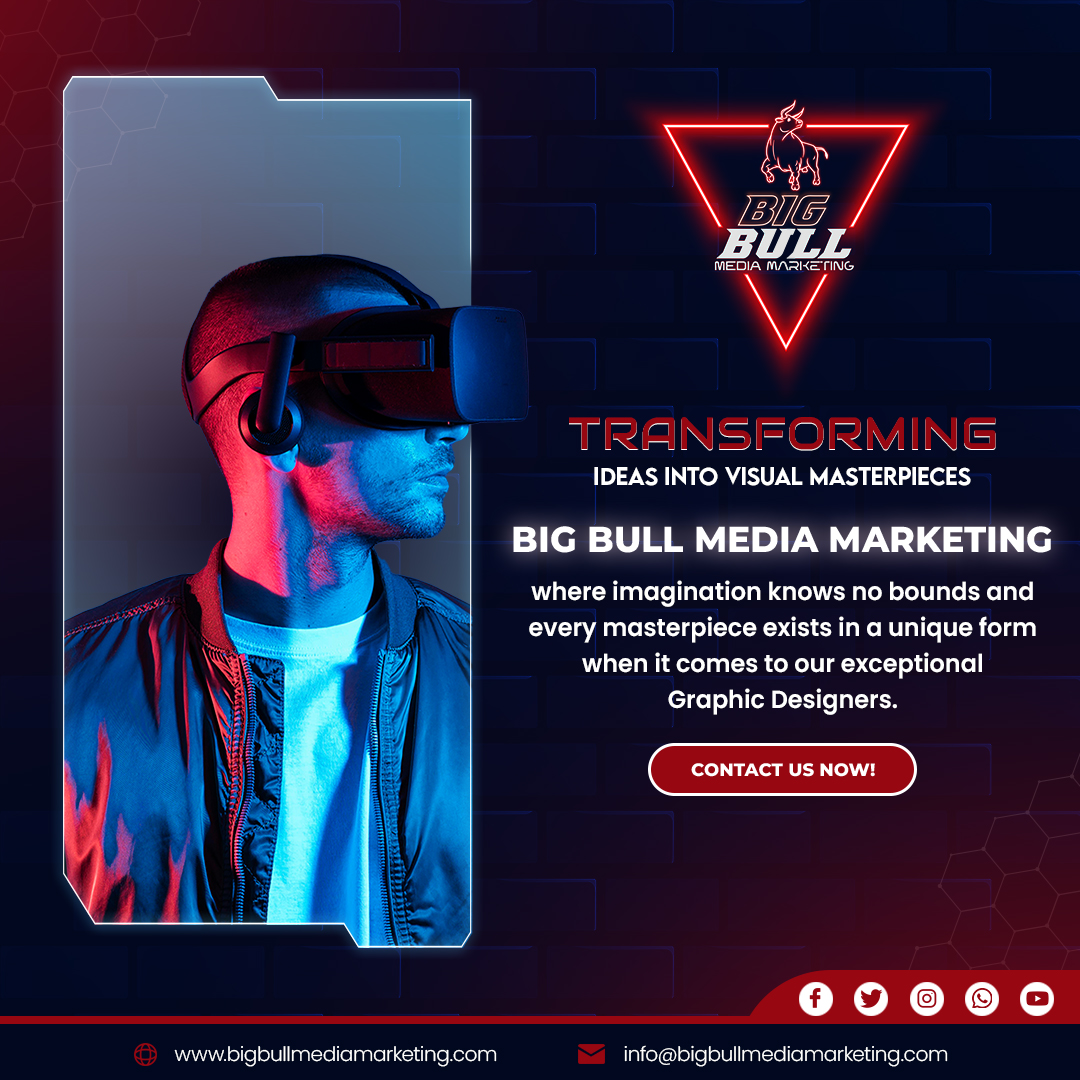 BIG
BULL
MEDIA MARKETING
TRANSFORMING
IDEAS INTO VISUAL MASTERPIECES
BIG BULL MEDIA MARKETING
where imagination knows no bounds and
every masterpiece exists in a unique form
when it comes to our exceptional
Graphic Designers.
CONTACT US NOW!
www.bigbullmediamarketing.com
info@bigbullmediamarketing.com